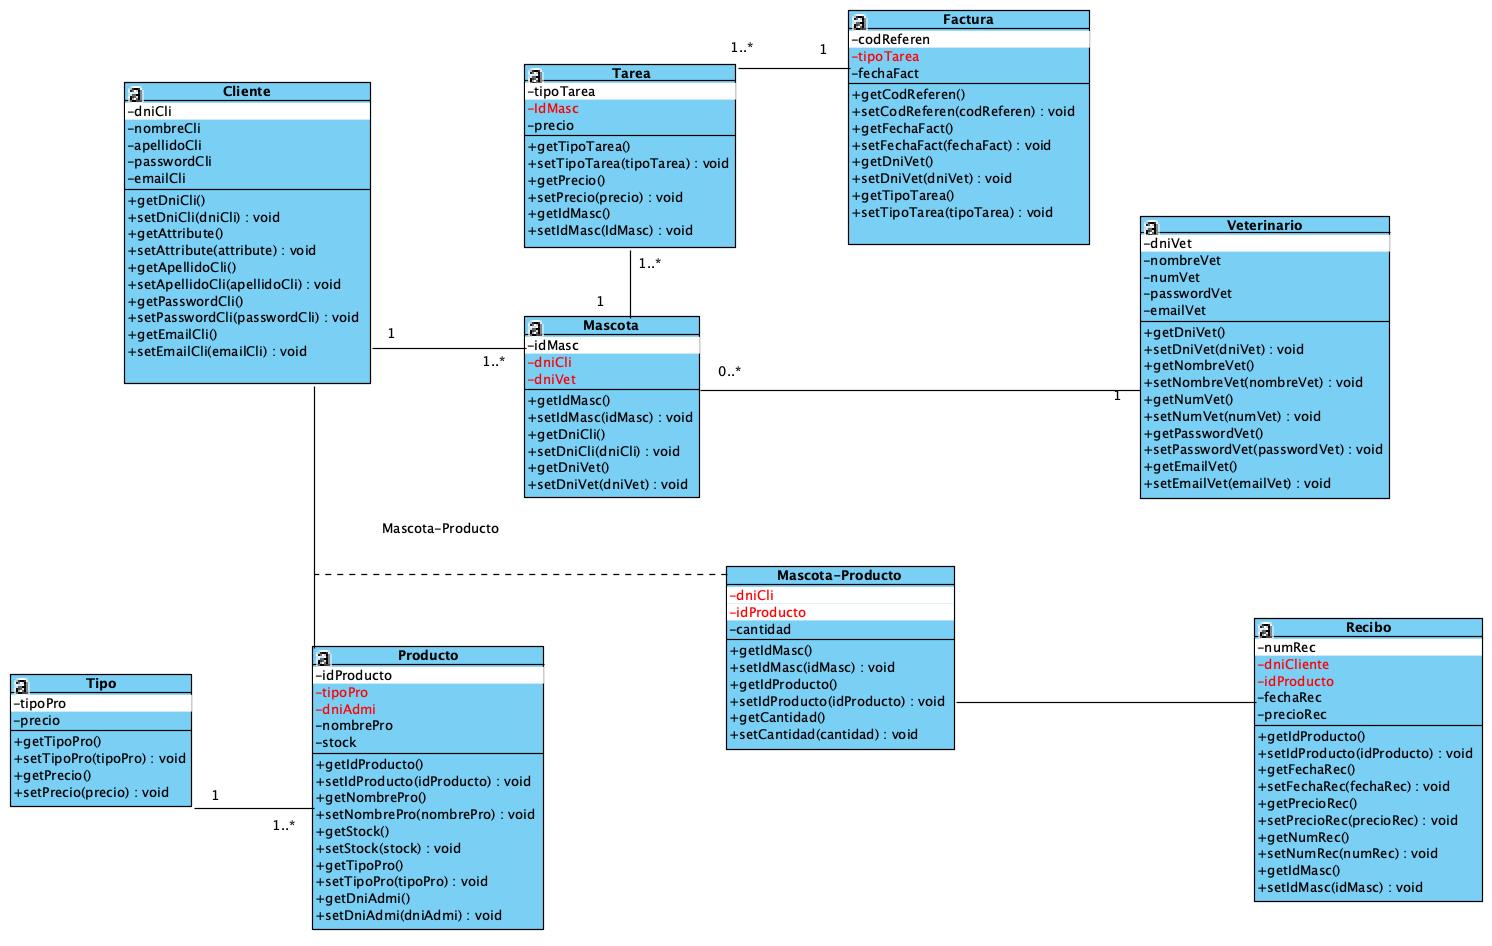 Factura
-codReferen
-tipoTarea
-fechaFact
+getCodReferen()
+setCodReferen(codReferen) : void
+getFechaFact()
+setFechaFact(fechaFact) : void
+getDniVet()
+setDniVet(dniVet) : void
+getTipoTarea()
+setTipoTarea(tipoTarea) : void
1..*
1
Tarea
-tipoTarea
-IdMasc
-precio
+getTipoTarea()
+setTipoTarea(tipoTarea) : void
+getPrecio()
+setPrecio(precio) : void
+getIdMasc()
+setIdMasc(IdMasc) : void
Cliente
-dniCli
-nombreCli
-apellidoCli
-passwordCli
-emailCli
+getDniCli()
+setDniCli(dniCli) : void
+getAttribute()
+setAttribute(attribute) : void
+getApellidoCli()
+setApellidoCli(apellidoCli) : void
+getPasswordCli()
+setPasswordCli(passwordCli) : void
+getEmailCli()
+setEmailCli(emailCli) : void
Veterinario
-dniVet
-nombreVet
-numVet
-passwordVet
-emailVet
+getDniVet()
+setDniVet(dniVet) : void
+getNombreVet()
+setNombreVet(nombreVet) : void
+getNumVet()
+setNumVet(numVet) : void
+getPasswordVet()
+setPasswordVet(passwordVet) : void
+getEmailVet()
+setEmailVet(emailVet) : void
1..*
1
1
1..*
Mascota
-idMasc
-dniCli
-dniVet
+getIdMasc()
+setIdMasc(idMasc) : void
+getDniCli()
+setDniCli(dniCli) : void
+getDniVet()
+setDniVet(dniVet) : void
0..*
1
Mascota-Producto
Mascota-Producto
-dniCli
-idProducto
-cantidad
+getIdMasc()
+setIdMasc(idMasc) : void
+getIdProducto()
+setIdProducto(idProducto) : void
+getCantidad()
+setCantidad(cantidad) : void
Recibo
-numRec
-dniCliente
-idProducto
-fechaRec
-precioRec
+getIdProducto()
+setIdProducto(idProducto) : void
+getFechaRec()
+setFechaRec(fechaRec) : void
+getPrecioRec()
+setPrecioRec(precioRec) : void
+getNumRec()
+setNumRec(numRec) : void
+getIdMasc()
+setIdMasc(idMasc) : void
Producto
-idProducto
-tipoPro
-dniAdmi
-nombrePro
-stock
+getIdProducto()
+setIdProducto(idProducto) : void
+getNombrePro()
+setNombrePro(nombrePro) : void
+getStock()
+setStock(stock) : void
+getTipoPro()
+setTipoPro(tipoPro) : void
+getDniAdmi()
+setDniAdmi(dniAdmi) : void
Tipo
-tipoPro
-precio
+getTipoPro()
+setTipoPro(tipoPro) : void
+getPrecio()
+setPrecio(precio) : void
1
1..*